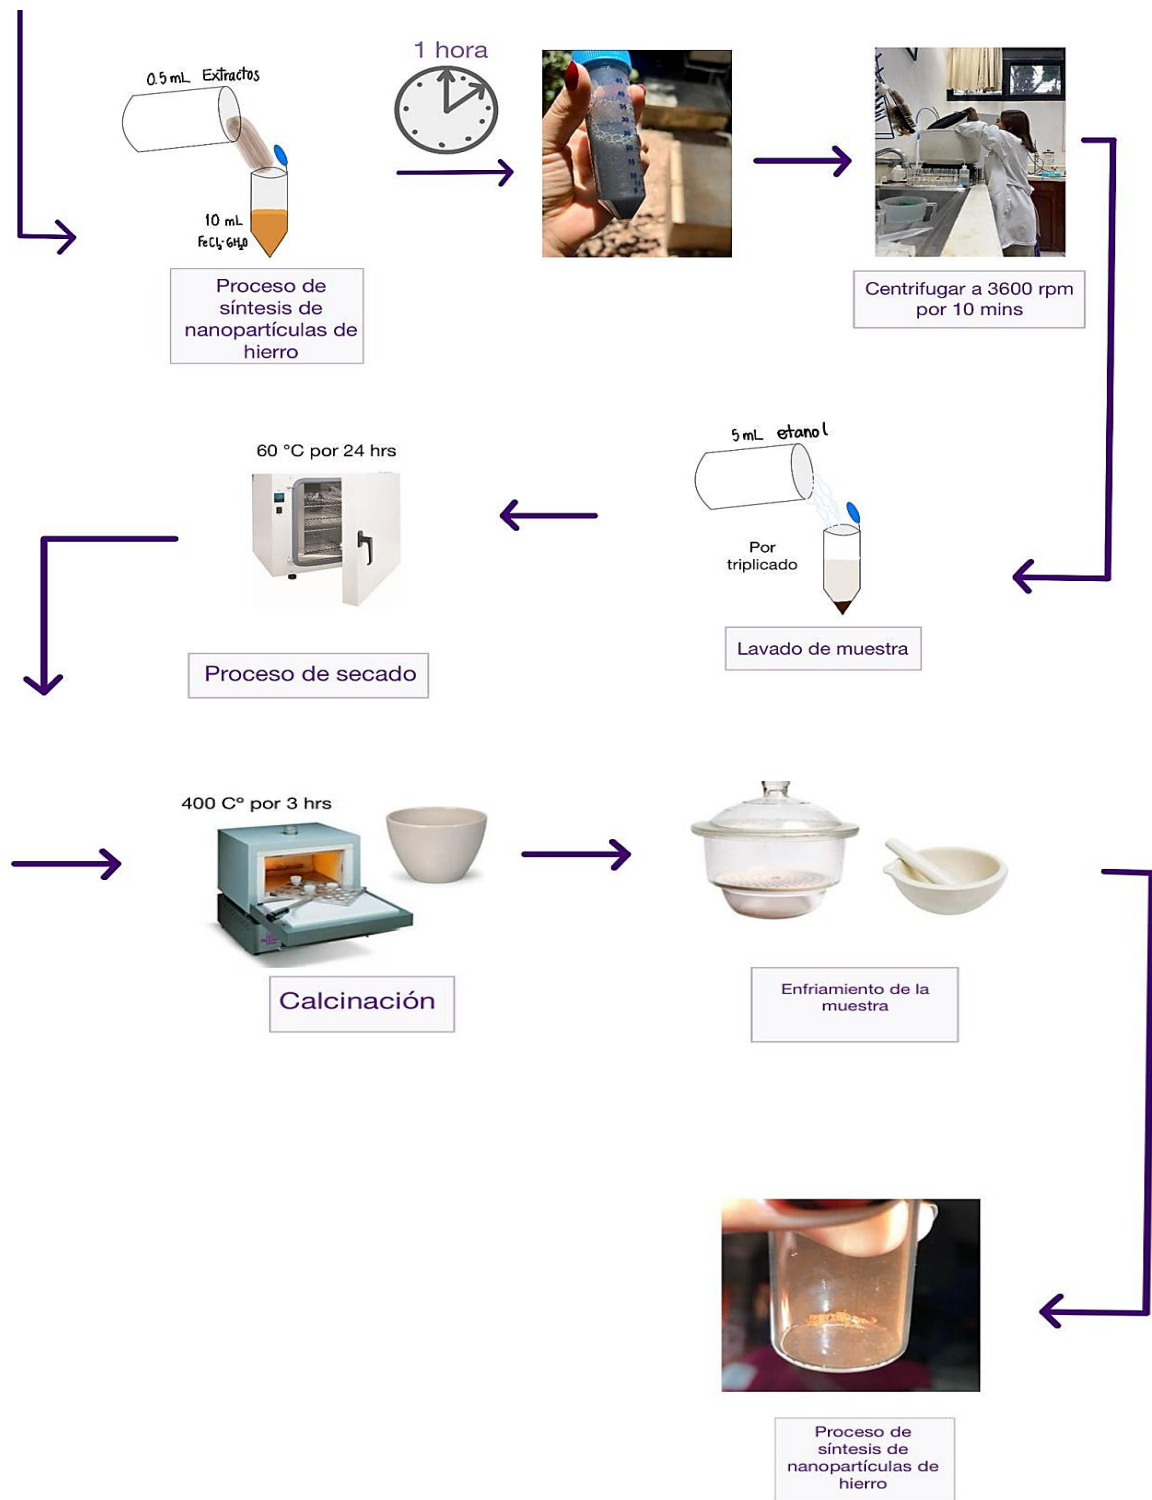 0.5 mL Extractos
10 mL
FeCl3·6H2O
Proceso de
síntesis de
nanopartículas de
hierro
1 hora
Centrifugar a 3600 rpm
por 10 mins
5 mL etanol
Por
triplicado
Lavado de muestra
60 °C por 24 hrs
Proceso de secado
400 Cº por 3 hrs
Calcinación
Enfriamiento de la
muestra
Proceso de
síntesis de
nanopartículas de
hierro